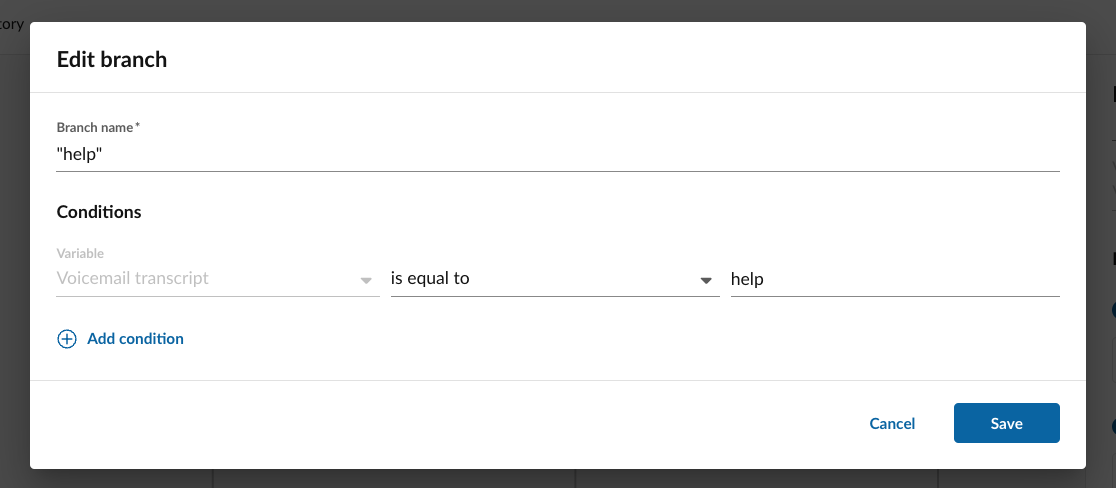 tory
Edit branch
Branch name*
"help"
Conditions
Variable
Voicemail transcript
is equal to
help
Add condition
Cancel
Save